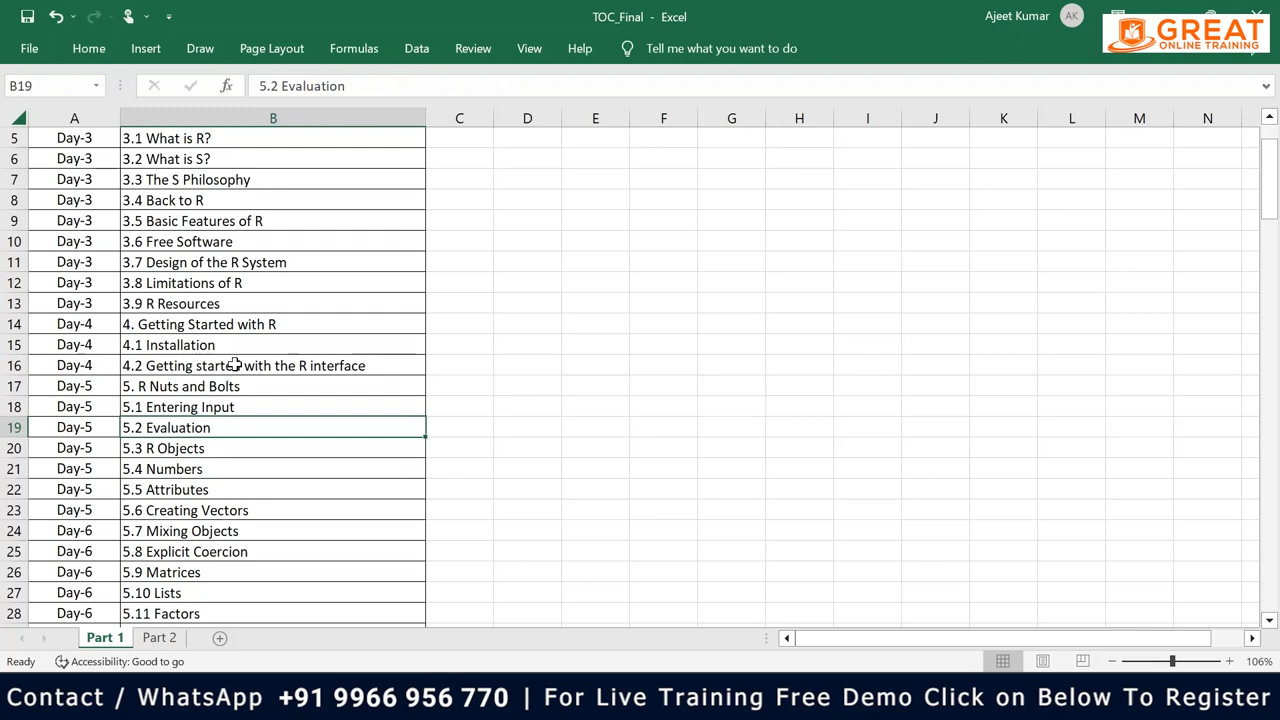 TOC_Final - Excel
Ajeet Kumar
AK
GREAT
ONLINE TRAINING
File
Home
Insert
Draw
Page Layout
Formulas
Data
Review
View
Help
Tell me what you want to do
B19
fx
5.2 Evaluation
A B C D E F G H I J K L M N
5 Day-3 3.1 What is R?
6 Day-3 3.2 What is S?
7 Day-3 3.3 The S Philosophy
8 Day-3 3.4 Back to R
9 Day-3 3.5 Basic Features of R
10 Day-3 3.6 Free Software
11 Day-3 3.7 Design of the R System
12 Day-3 3.8 Limitations of R
13 Day-3 3.9 R Resources
14 Day-4 4. Getting Started with R
15 Day-4 4.1 Installation
16 Day-4 4.2 Getting started with the R interface
17 Day-5 5. R Nuts and Bolts
18 Day-5 5.1 Entering Input
19 Day-5 5.2 Evaluation
20 Day-5 5.3 R Objects
21 Day-5 5.4 Numbers
22 Day-5 5.5 Attributes
23 Day-5 5.6 Creating Vectors
24 Day-6 5.7 Mixing Objects
25 Day-6 5.8 Explicit Coercion
26 Day-6 5.9 Matrices
27 Day-6 5.10 Lists
28 Day-6 5.11 Factors
Part 1
Part 2
Ready
Accessibility: Good to go
106%
Contact / WhatsApp +91 9966 956 770 | For Live Training Free Demo Click on Below To Register